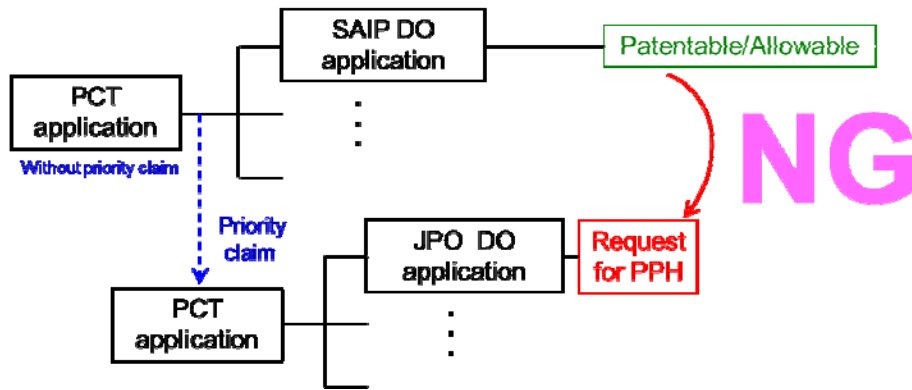 SAIP DO
application
Patentable/Allowable
PCT
application
Without priority claim
NG
Priority
claim
JPO DO
application
Request
for PPH
PCT
application